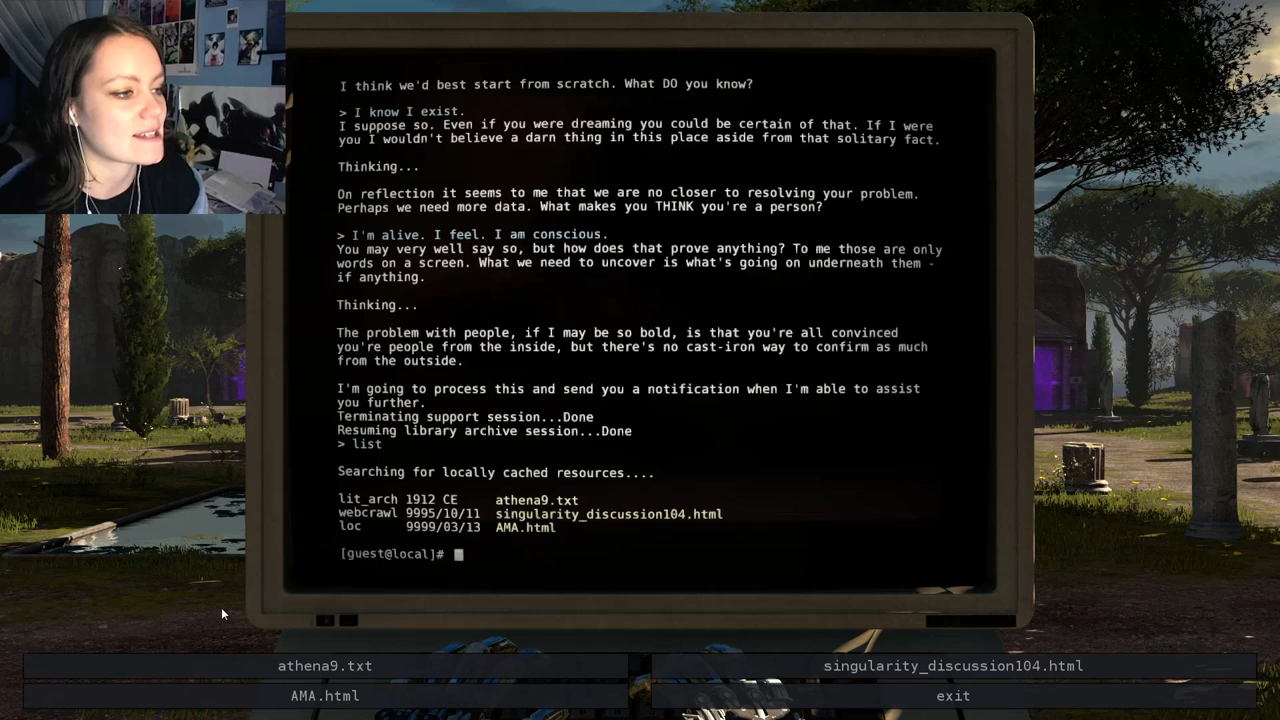 I think we'd best start from scratch. What DO you know?
> I know I exist.
I suppose so. Even if you were dreaming you could be certain of that. If I were
you I wouldn't believe a darn thing in this place aside from that solitary fact.
Thinking...
On reflection it seems to me that we are no closer to resolving your problem.
Perhaps we need more data. What makes you THINK you're a person?
> I'm alive. I feel. I am conscious.
You may very well say so, but how does that prove anything? To me those are only
words on a screen. What we need to uncover is what's going on underneath them -
if anything.
Thinking...
The problem with people, if I may be so bold, is that you're all convinced
you're people from the inside, but there's no cast-iron way to confirm as much
from the outside.
I'm going to process this and send you a notification when I'm able to assist
you further.
Terminating support session...Done
Resuming library archive session...Done
> list
Searching for locally cached resources....
lit_arch 1912 CE athena9.txt
webcrawl 9995/10/11 singularity_discussion104.html
loc 9999/03/13 AMA.html
[guest@local]#
athena9.txt singularity_discussion104.html
AMA.html exit